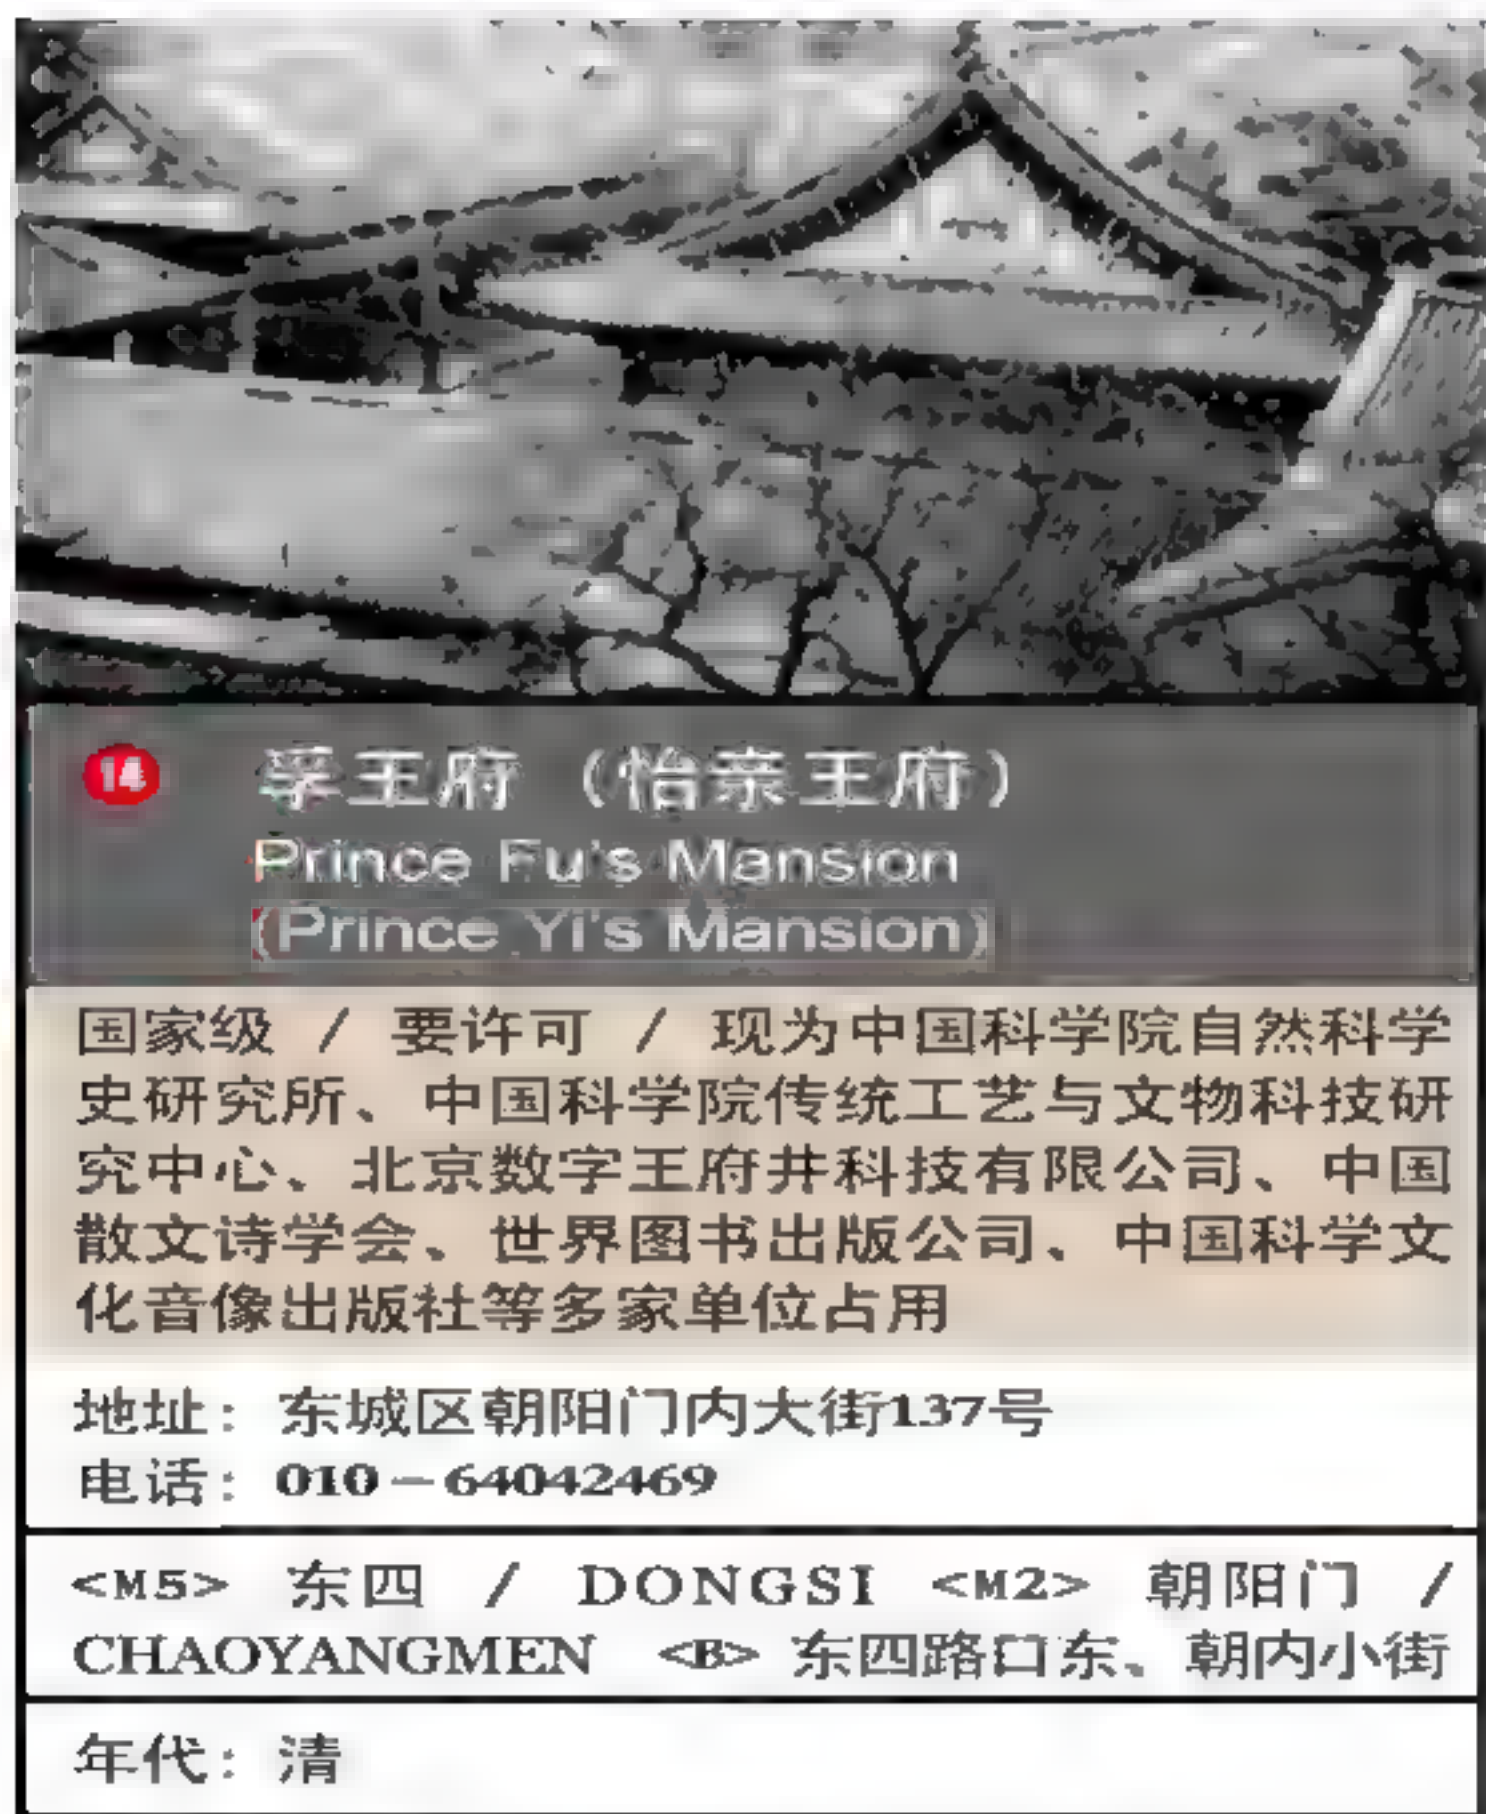 14
孚王府（怡亲王府）
Prince Fu's Mansion
(Prince Yi's Mansion)
国家级 / 要许可 / 现为中国科学院自然科学
史研究所、中国科学院传统工艺与文物科技研
究中心、北京数字王府井科技有限公司、中国
散文诗学会、世界图书出版公司、中国科学文
化音像出版社等多家单位占用
地址：东城区朝阳门内大街137号
电话：010－64042469
<M5> 东四 / DONGSI <M2> 朝阳门 /
CHAOYANGMEN <B> 东四路口东、朝内小街
年代：清